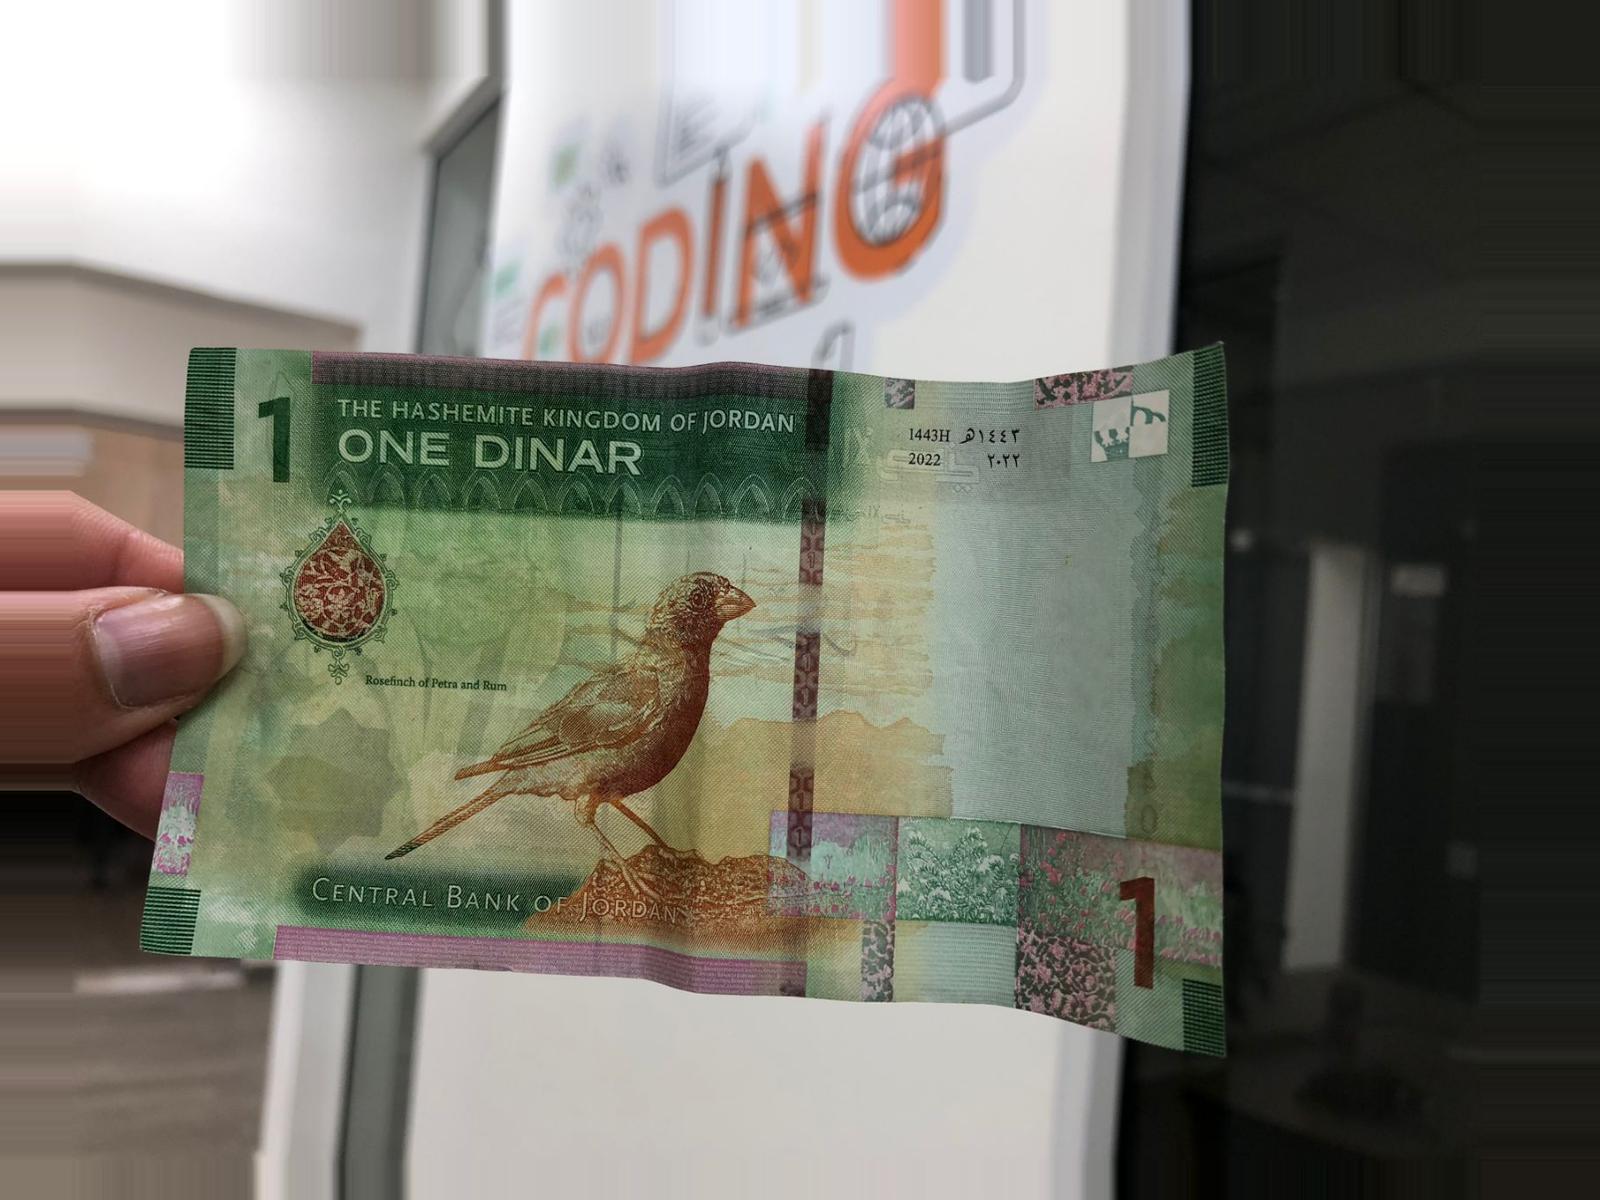 CODING
1
THE HASHEMITE KINGDOM OF JORDAN
ONE DINAR
1443H ١٤٤٣هـ
2022 ٢٠٢٢
Rosefinch of Petra and Rum
CENTRAL BANK OF JORDAN
1